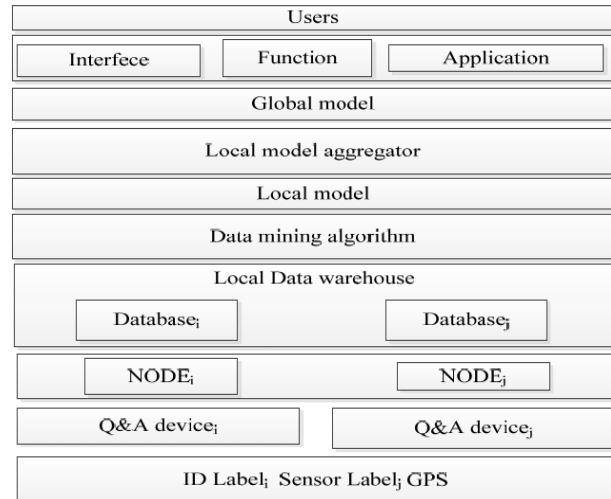 Users
Interfece Function Application
Global model
Local model aggregator
Local model
Data mining algorithm
Local Data warehouse
Databaseᵢ Databaseⱼ
NODEᵢ NODEⱼ
Q&A deviceᵢ Q&A deviceⱼ
ID Labelᵢ Sensor Labelⱼ GPS